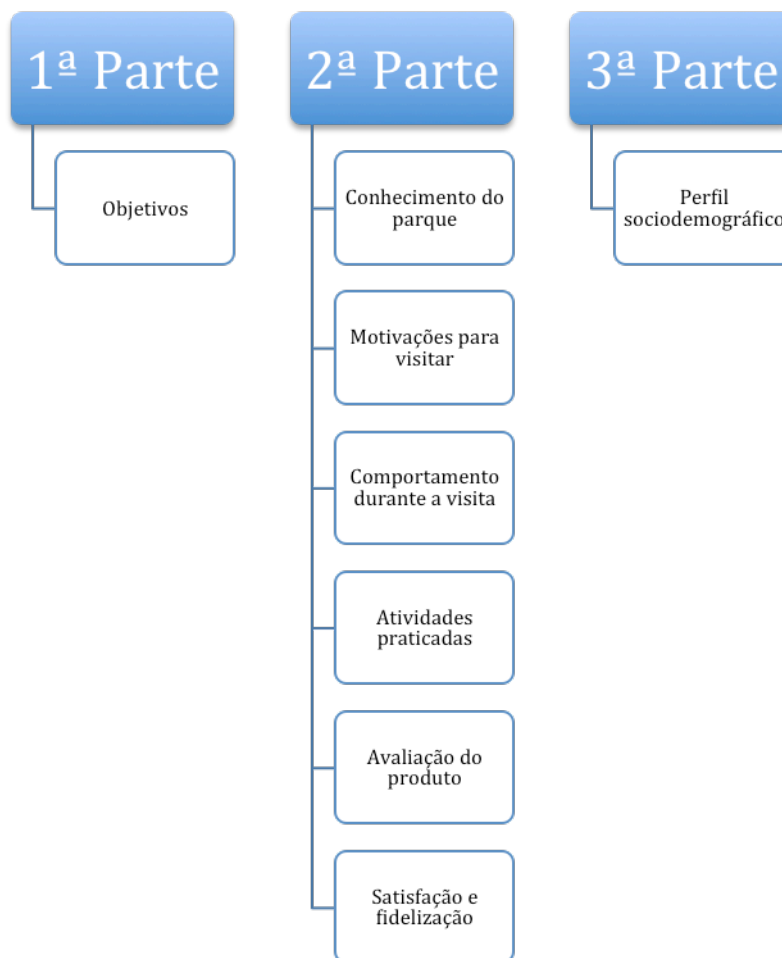 1ª Parte
Objetivos
2ª Parte
Conhecimento do
parque
Motivações para
visitar
Comportamento
durante a visita
Atividades
praticadas
Avaliação do
produto
Satisfação e
fidelização
3ª Parte
Perfil
sociodemográfico